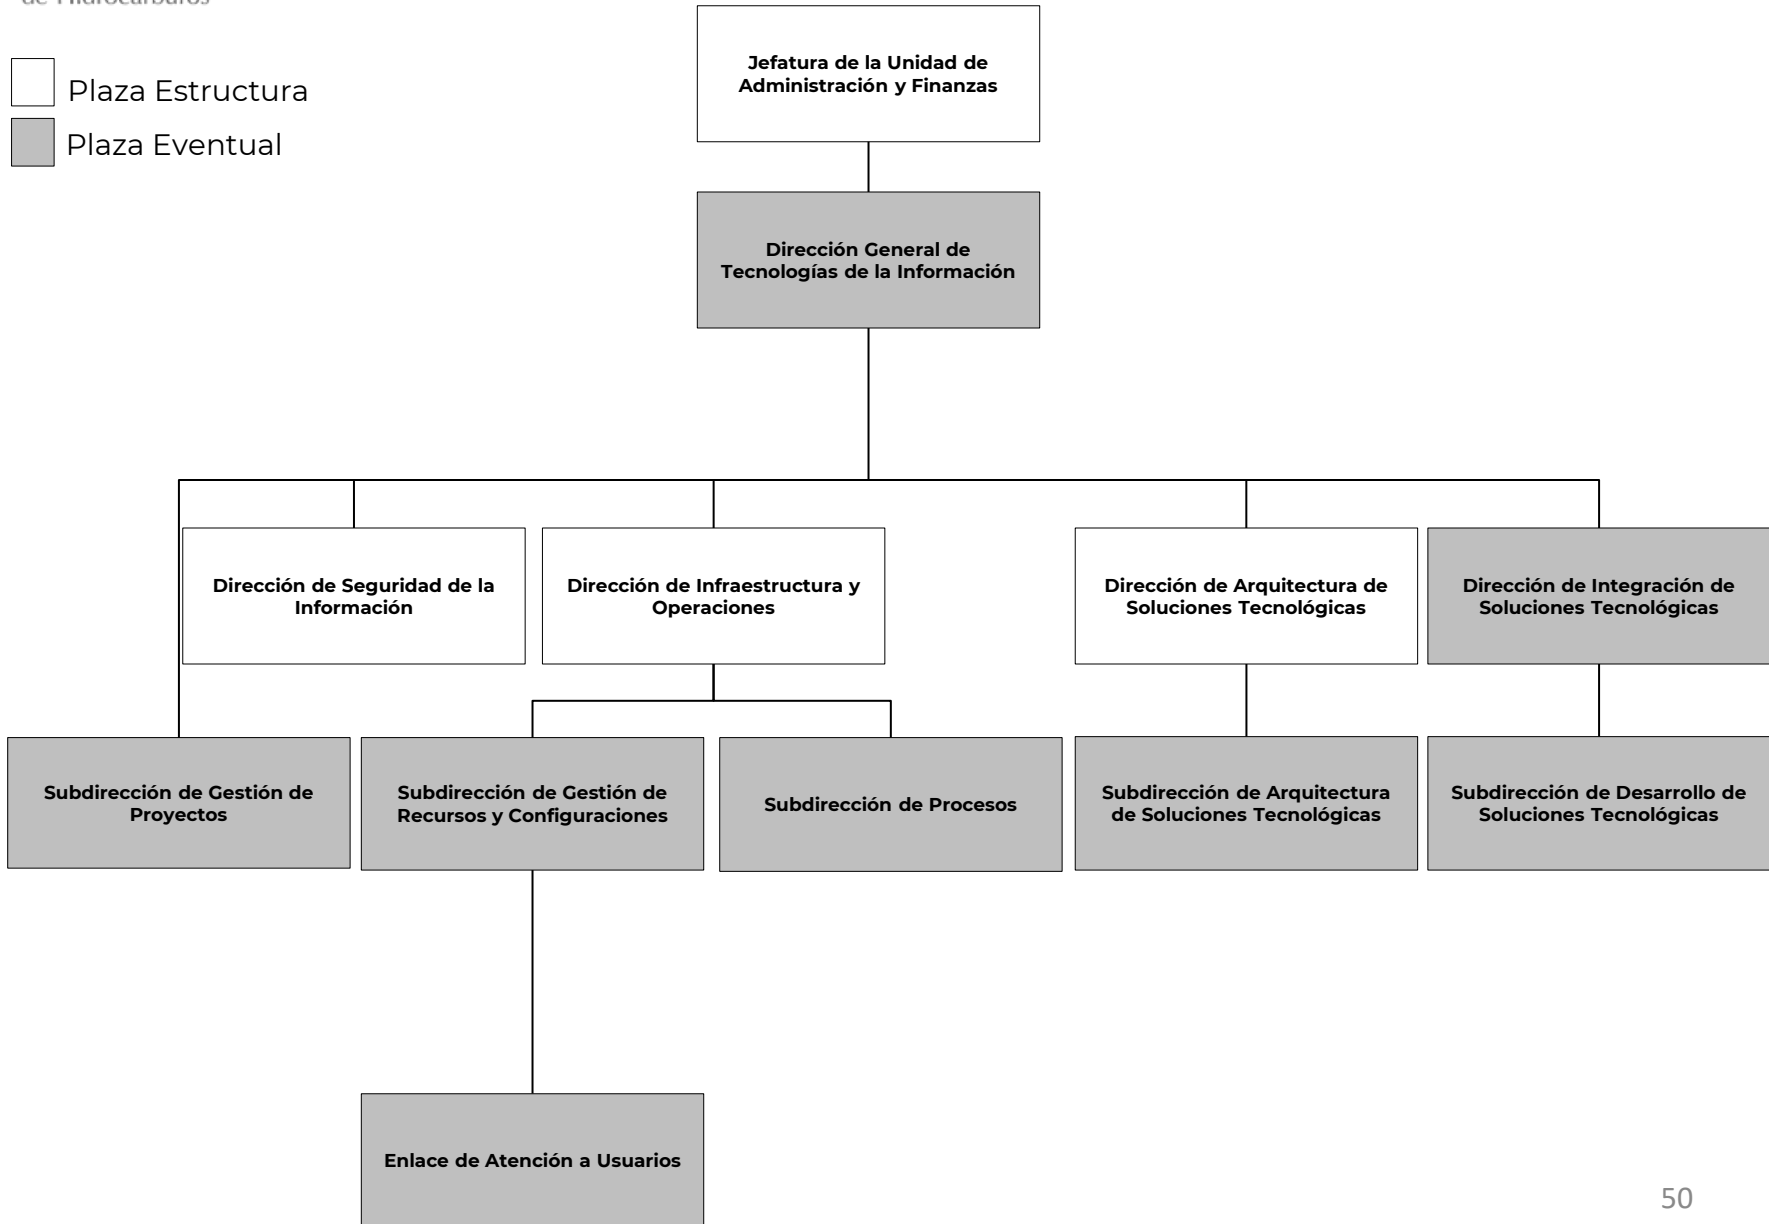 de Hidrocarburos
Plaza Estructura
Plaza Eventual
Jefatura de la Unidad de
Administración y Finanzas
Dirección General de
Tecnologías de la Información
Dirección de Seguridad de la
Información
Dirección de Infraestructura y
Operaciones
Dirección de Arquitectura de
Soluciones Tecnológicas
Dirección de Integración de
Soluciones Tecnológicas
Subdirección de Gestión de
Proyectos
Subdirección de Gestión de
Recursos y Configuraciones
Subdirección de Procesos
Subdirección de Arquitectura
de Soluciones Tecnológicas
Subdirección de Desarrollo de
Soluciones Tecnológicas
Enlace de Atención a Usuarios
50